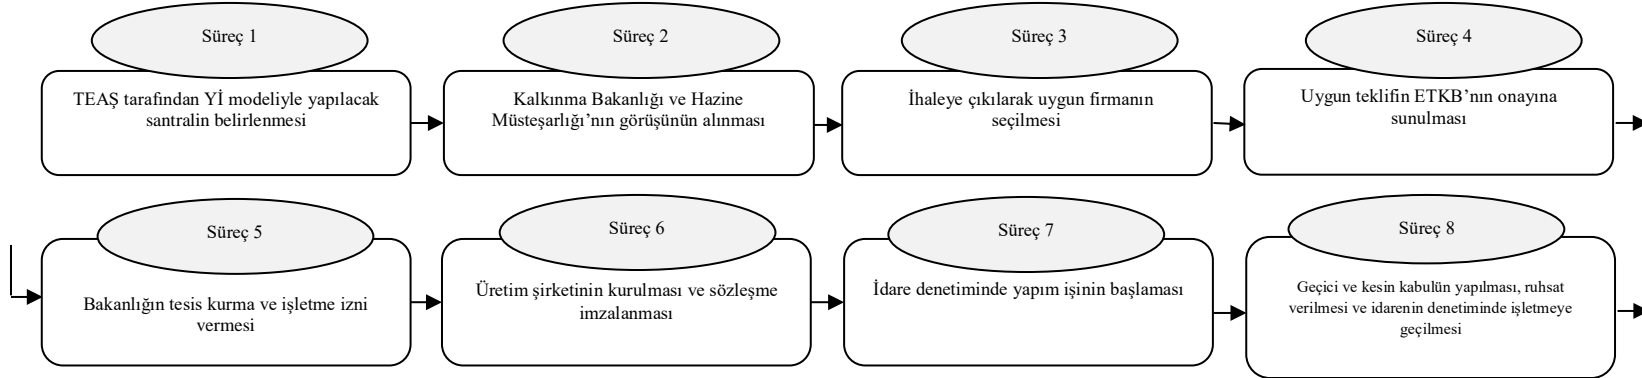 Süreç 1
TEAŞ tarafından Yİ modeliyle yapılacak
santralin belirlenmesi
Süreç 2
Kalkınma Bakanlığı ve Hazine
Müsteşarlığı’nın görüşünün alınması
Süreç 3
İhaleye çıkılarak uygun firmanın
seçilmesi
Süreç 4
Uygun teklifin ETKB’nın onayına
sunulması
Süreç 5
Bakanlığın tesis kurma ve işletme izni
vermesi
Süreç 6
Üretim şirketinin kurulması ve sözleşme
imzalanması
Süreç 7
İdare denetiminde yapım işinin başlaması
Süreç 8
Geçici ve kesin kabulün yapılması, ruhsat
verilmesi ve idarenin denetiminde işletmeye
geçilmesi